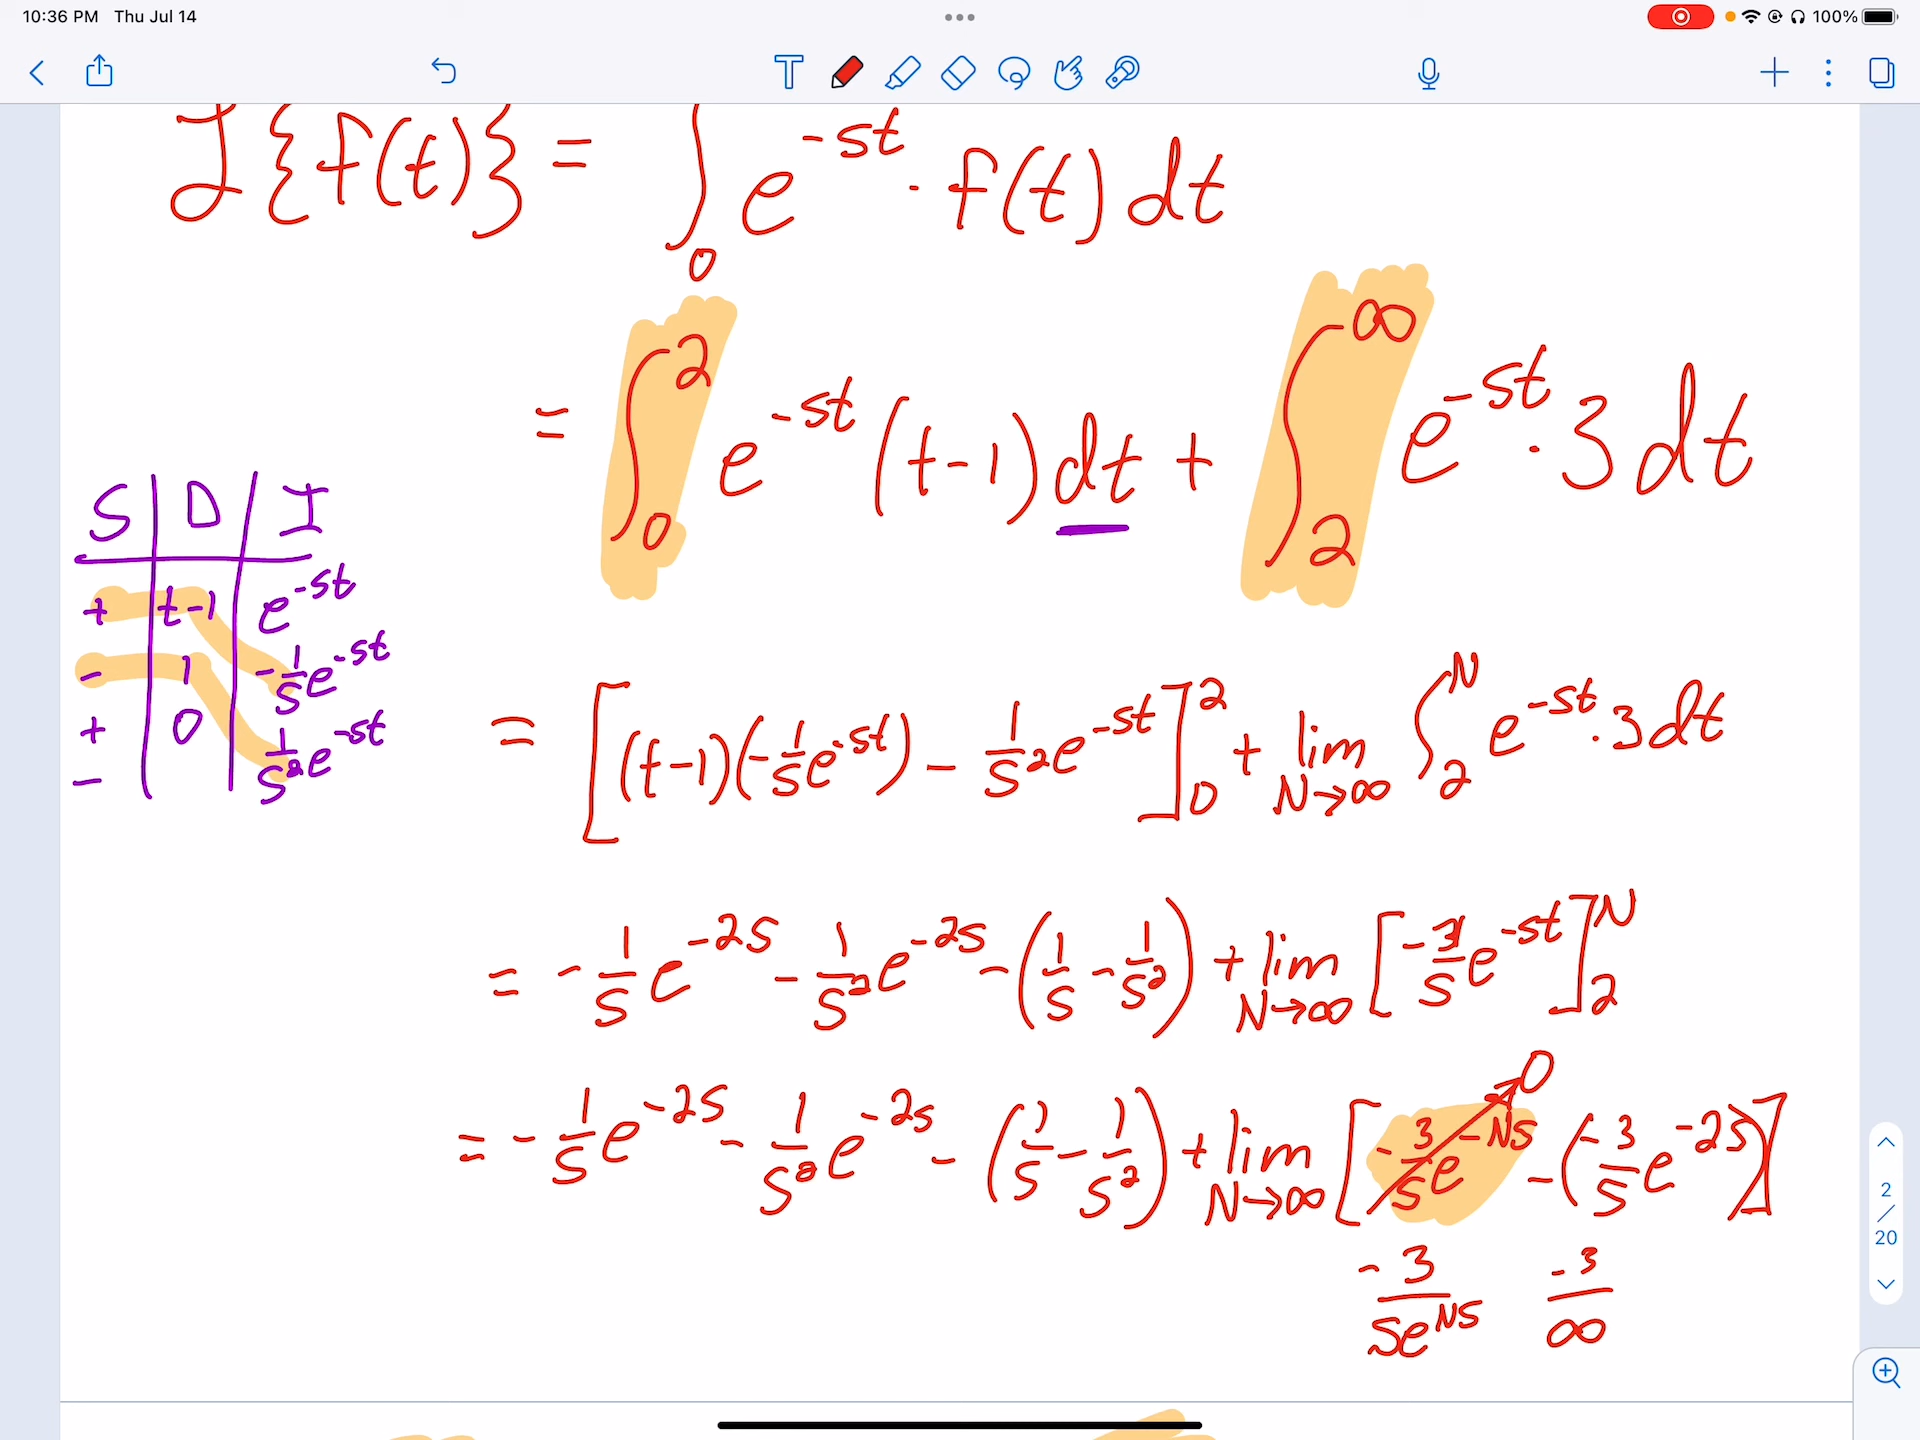 10:36 PM Thu Jul 14
100%
T
ℒ{f(t)} = ∫₀ e^{-st} · f(t) dt
= ∫₀² e^{-st} (t-1) dt + ∫₂^∞ e^{-st} · 3 dt
S | D | I
+ | t-1 | e^{-st}
- | 1 | -1/s e^{-st}
+ | 0 | 1/s² e^{-st}
-
= [(t-1)(-1/s e^{-st}) - 1/s² e^{-st}]₀² + lim N→∞ ∫₂^N e^{-st} · 3 dt
= -1/s e^{-2s} - 1/s² e^{-2s} - (1/s - 1/s²) + lim N→∞ [-3/s e^{-st}]₂^N
= -1/s e^{-2s} - 1/s² e^{-2s} - (1/s - 1/s²) + lim N→∞ [-3/s e^{-Ns} → 0 - (-3/s e^{-2s})]
-3/se^{Ns} -3/∞
2
/
20